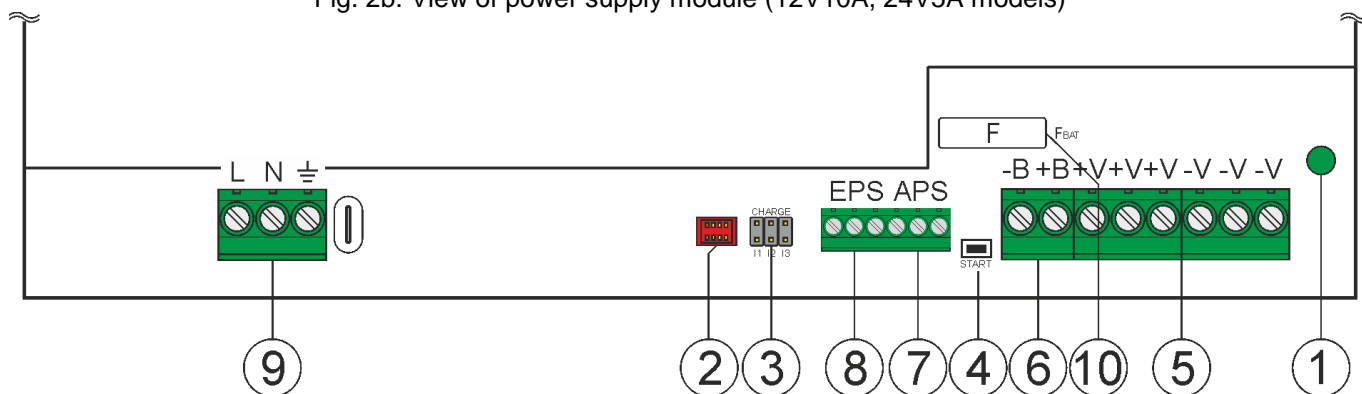 Fig. 2b. View of power supply module (12V10A, 24V5A models)
F
FBAT
L N ⏚
-B +B +V +V +V -V -V -V
EPS APS
CHARGE
I1 I2 I3
START
9 2 3 8 7 4 6 10 5 1